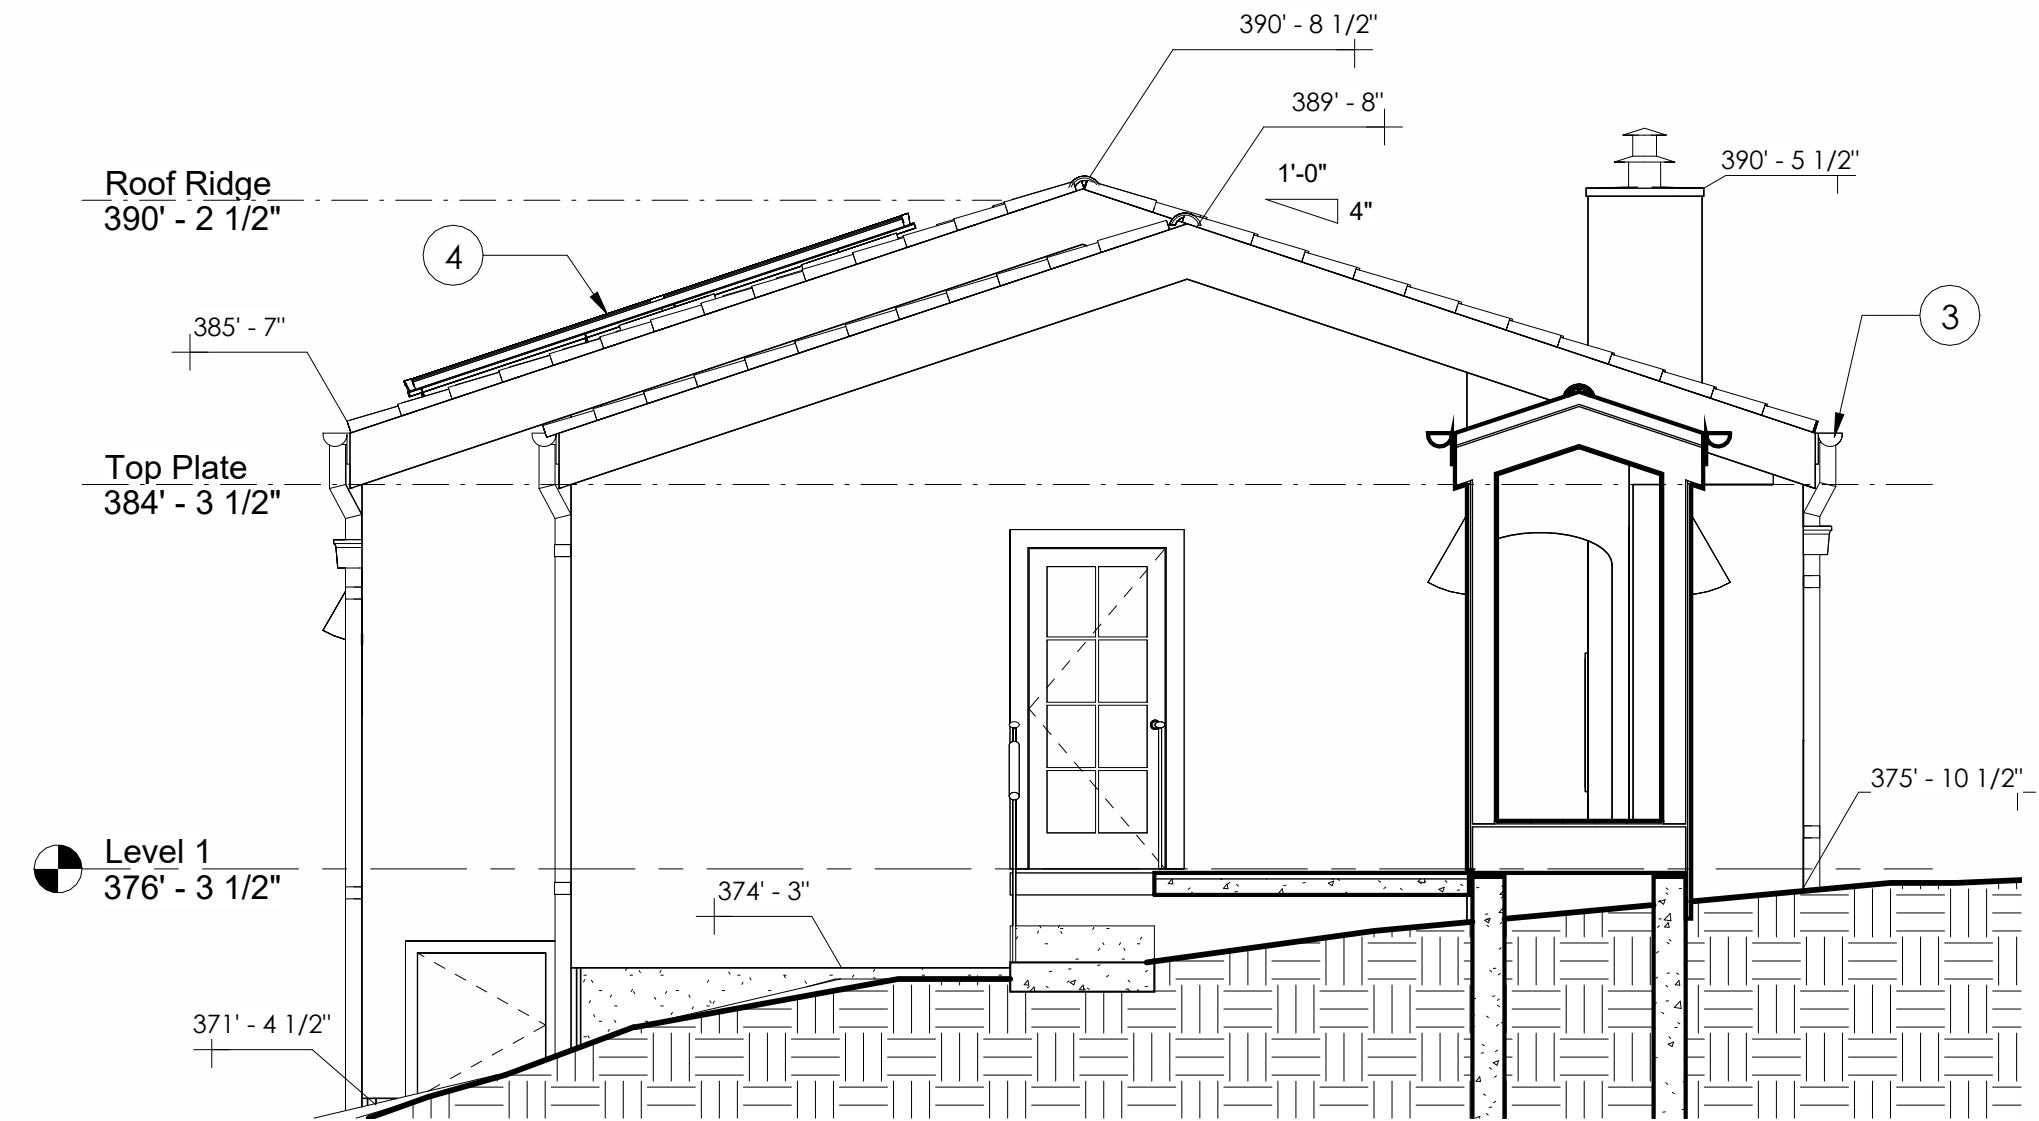 390' - 8 1/2"
389' - 8"
1'-0"
4"
390' - 5 1/2"
Roof Ridge
390' - 2 1/2"
4
385' - 7"
3
Top Plate
384' - 3 1/2"
375' - 10 1/2"
Level 1
376' - 3 1/2"
374' - 3"
371' - 4 1/2"